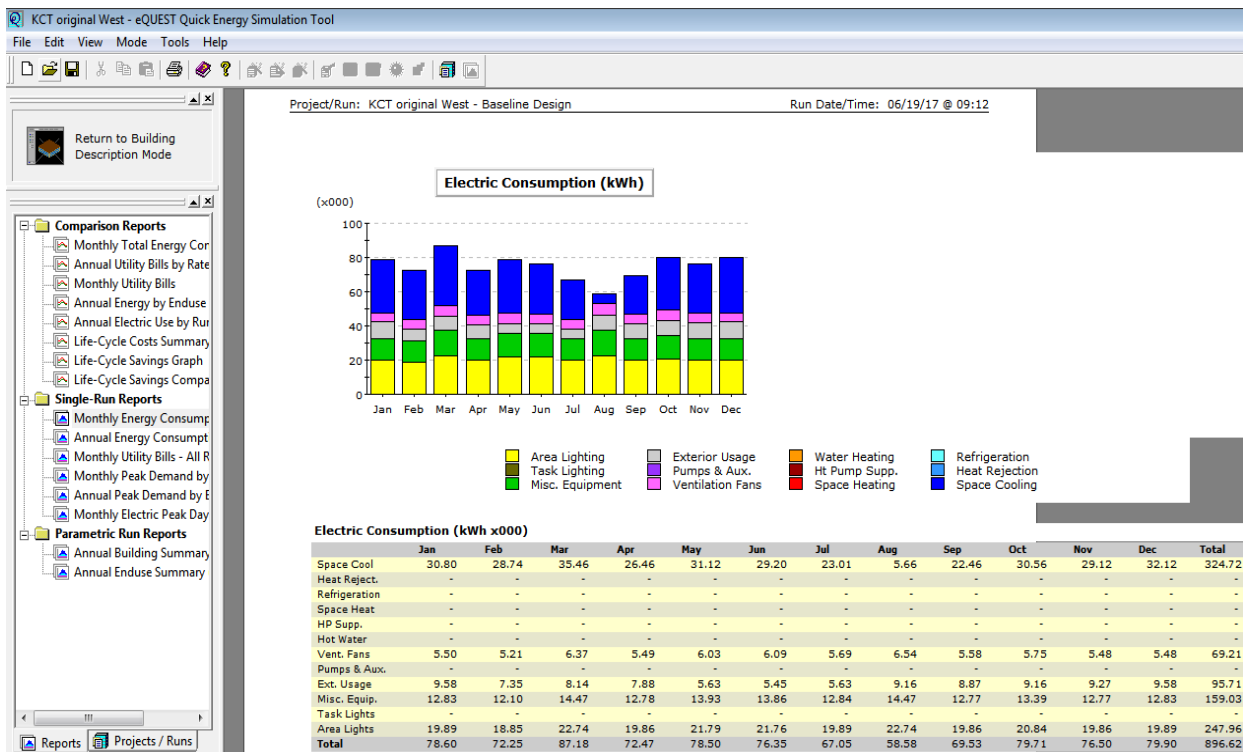 KCT original West - eQUEST Quick Energy Simulation Tool
File Edit View Mode Tools Help
Return to Building
Description Mode
Comparison Reports
Monthly Total Energy Con
Annual Utility Bills by Rate
Monthly Utility Bills
Annual Energy by Enduse
Annual Electric Use by Rur
Life-Cycle Costs Summary
Life-Cycle Savings Graph
Life-Cycle Savings Compa
Single-Run Reports
Monthly Energy Consump
Annual Energy Consumpt
Monthly Utility Bills - All R
Monthly Peak Demand by
Annual Peak Demand by E
Monthly Electric Peak Day
Parametric Run Reports
Annual Building Summary
Annual Enduse Summary
Reports Projects / Runs
Project/Run: KCT original West - Baseline Design Run Date/Time: 06/19/17 @ 09:12
Electric Consumption (kWh)
(x000)
100
80
60
40
20
0
Jan Feb Mar Apr May Jun Jul Aug Sep Oct Nov Dec
Area Lighting Exterior Usage Water Heating Refrigeration
Task Lighting Pumps & Aux. Ht Pump Supp. Heat Rejection
Misc. Equipment Ventilation Fans Space Heating Space Cooling
Electric Consumption (kWh x000)
Jan Feb Mar Apr May Jun Jul Aug Sep Oct Nov Dec Total
Space Cool 30.80 28.74 35.46 26.46 31.12 29.20 23.01 5.66 22.46 30.56 29.12 32.12 324.72
Heat Reject. - - - - - - - - - - - - -
Refrigeration - - - - - - - - - - - - -
Space Heat - - - - - - - - - - - - -
HP Supp. - - - - - - - - - - - - -
Hot Water - - - - - - - - - - - - -
Vent. Fans 5.50 5.21 6.37 5.49 6.03 6.09 5.69 6.54 5.58 5.75 5.48 5.48 69.21
Pumps & Aux. - - - - - - - - - - - - -
Ext. Usage 9.58 7.35 8.14 7.88 5.63 5.45 5.63 9.16 8.87 9.16 9.27 9.58 95.71
Misc. Equip. 12.83 12.10 14.47 12.78 13.93 13.86 12.84 14.47 12.77 13.39 12.77 12.83 159.03
Task Lights - - - - - - - - - - - - -
Area Lights 19.89 18.85 22.74 19.86 21.79 21.76 19.89 22.74 19.86 20.84 19.86 19.89 247.96
Total 78.60 72.25 87.18 72.47 78.50 76.35 67.05 58.58 69.53 79.71 76.50 79.90 896.62